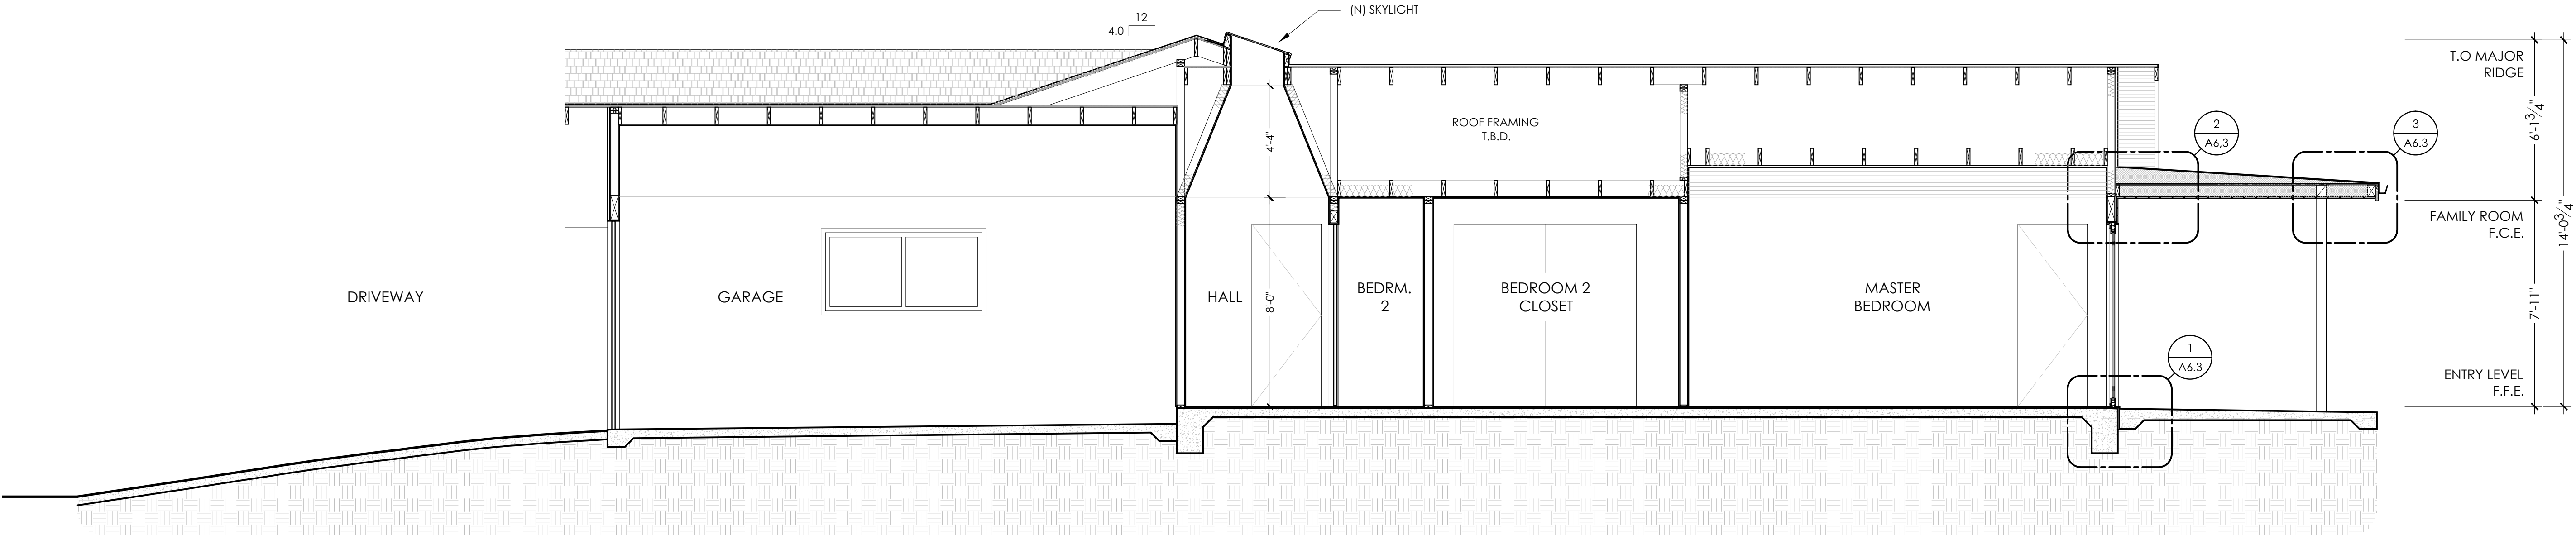 (N) SKYLIGHT
12
4.0
T.O MAJOR
RIDGE
6'-1 3/4"
14'-0 3/4"
2
A6.3
3
A6.3
ROOF FRAMING
T.B.D.
4'-4"
FAMILY ROOM
F.C.E.
DRIVEWAY
GARAGE
HALL
8'-0"
BEDRM.
2
BEDROOM 2
CLOSET
MASTER
BEDROOM
7'-11"
1
A6.3
ENTRY LEVEL
F.F.E.